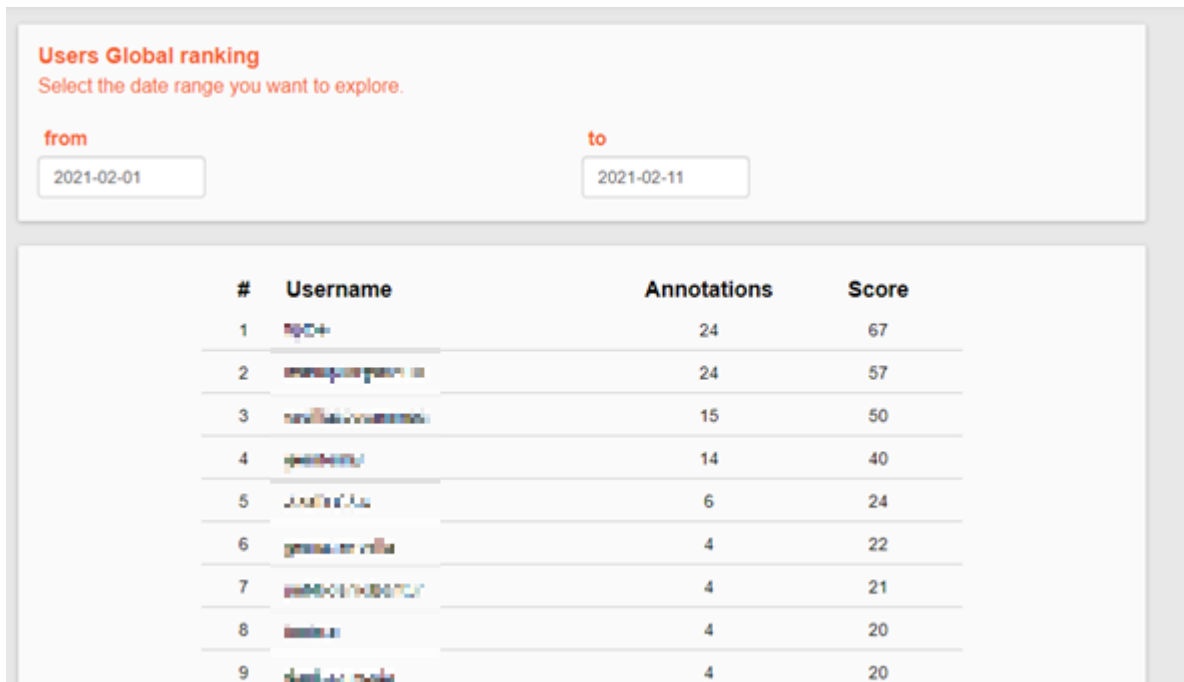 Users Global ranking
Select the date range you want to explore.
from to
2021-02-01 2021-02-11
# Username Annotations Score
1 24 67
2 24 57
3 15 50
4 14 40
5 6 24
6 4 22
7 4 21
8 4 20
9 4 20